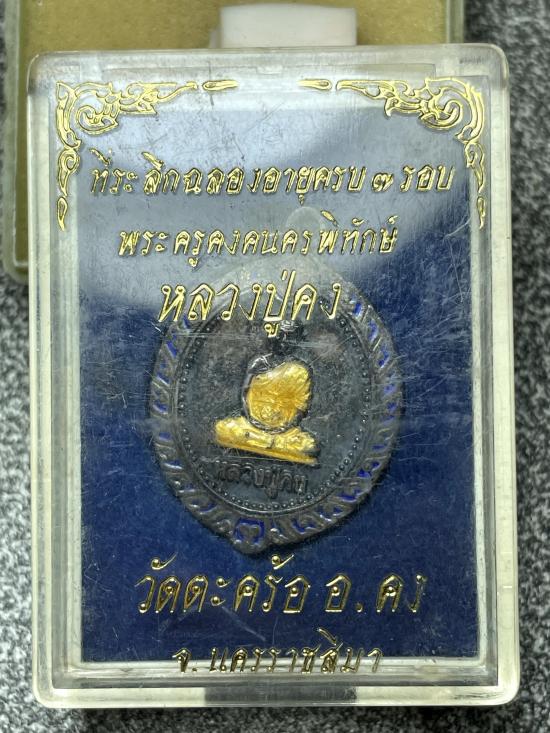 ที่ระลึกฉลองอายุครบ ๗ รอบ
พระครูคงคนครพิทักษ์
หลวงปู่คง
หลวงปู่คง
วัดตะคร้อ อ. คง
จ. นครราชสีมา